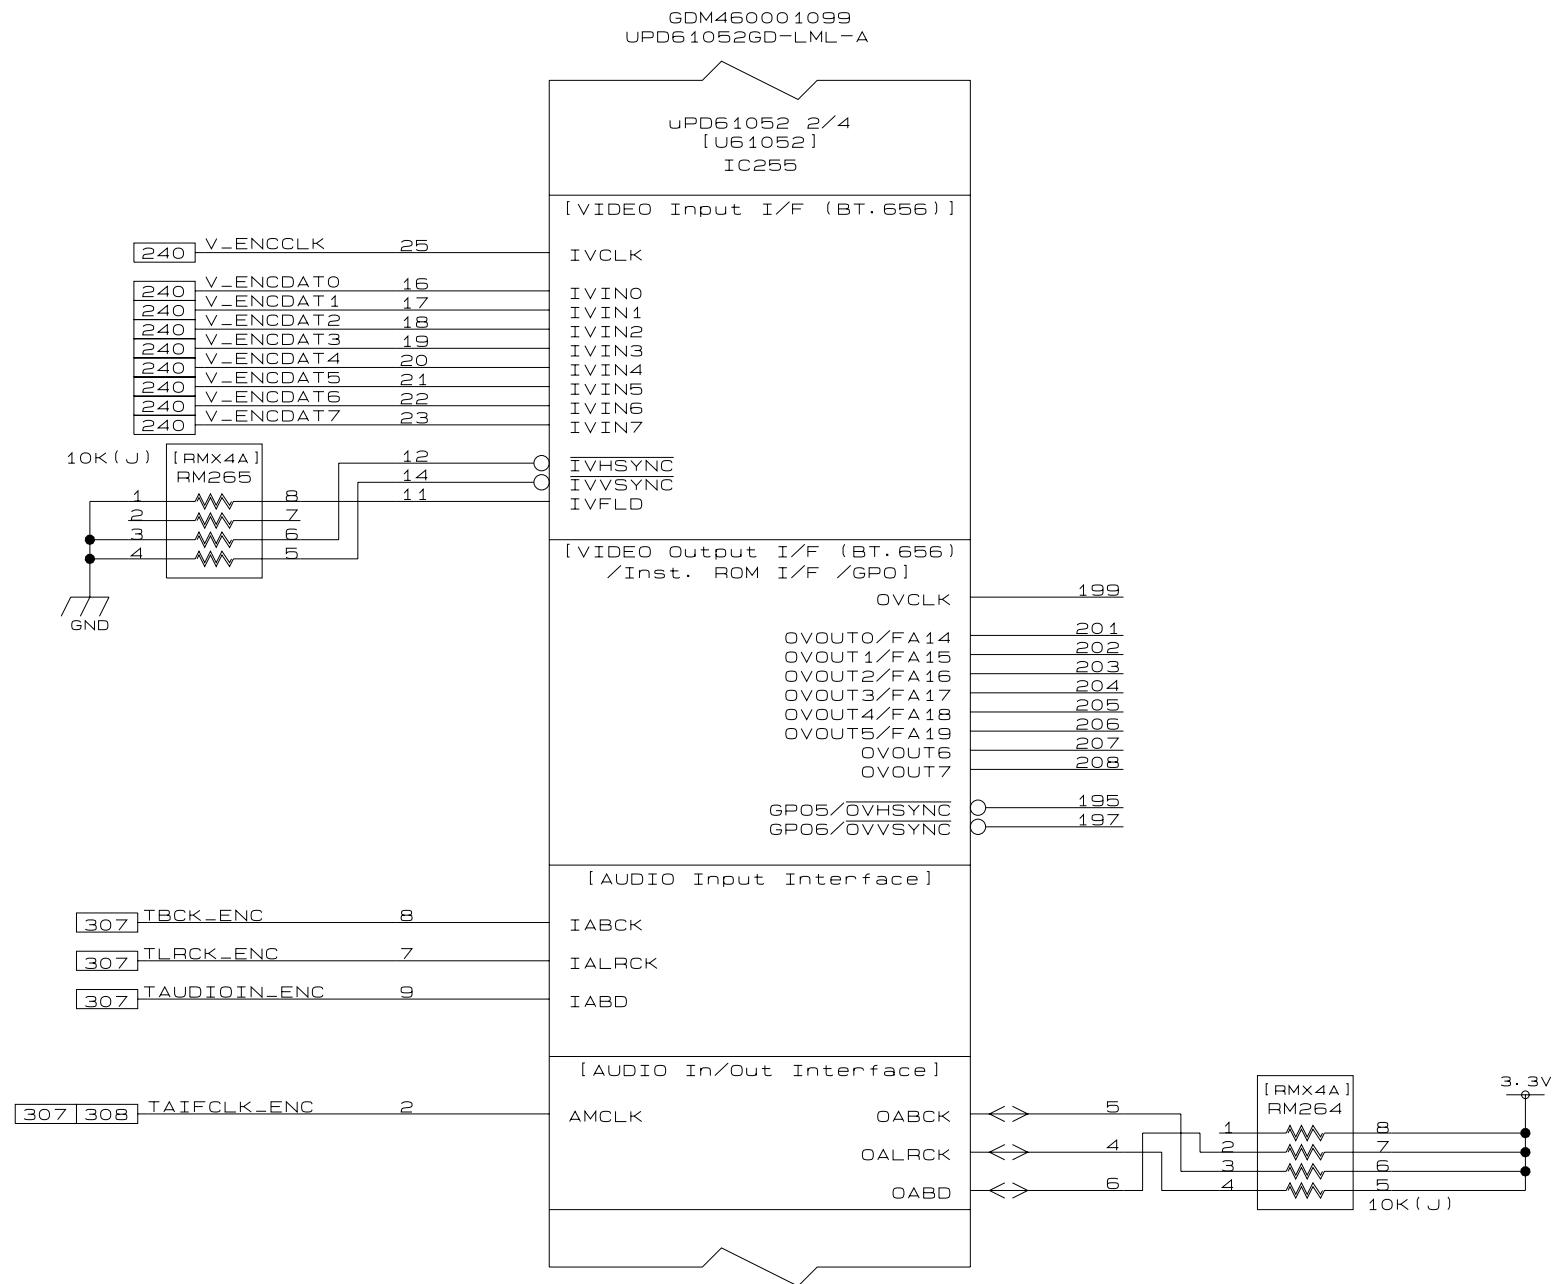 GDM460001099
UPD61052GD-LML-A
uPD61052 2/4
[U61052]
IC255
[VIDEO Input I/F (BT.656)]
240 V_ENCCLK 25 IVCLK
240 V_ENCDAT0 16 IVIN0
240 V_ENCDAT1 17 IVIN1
240 V_ENCDAT2 18 IVIN2
240 V_ENCDAT3 19 IVIN3
240 V_ENCDAT4 20 IVIN4
240 V_ENCDAT5 21 IVIN5
240 V_ENCDAT6 22 IVIN6
240 V_ENCDAT7 23 IVIN7
10K(J) [RMX4A] 12 IVHSYNC
RM265 14 IVVSYNC
1 8 11 IVFLD
2 7
3 6
4 5
GND
[VIDEO Output I/F (BT.656)
/Inst. ROM I/F /GPO]
OVCLK 199
OVOUT0/FA14 201
OVOUT1/FA15 202
OVOUT2/FA16 203
OVOUT3/FA17 204
OVOUT4/FA18 205
OVOUT5/FA19 206
OVOUT6 207
OVOUT7 208
GPO5/OVHSYNC 195
GPO6/OVVSYNC 197
[AUDIO Input Interface]
307 TBCK_ENC 8 IABCK
307 TLRCK_ENC 7 IALRCK
307 TAUDIOIN_ENC 9 IABD
[AUDIO In/Out Interface]
307 308 TAIFCLK_ENC 2 AMCLK
OABCK 5
OALRCK 4
OABD 6
[RMX4A]
RM264
3.3V
1 8
2 7
3 6
4 5
10K(J)